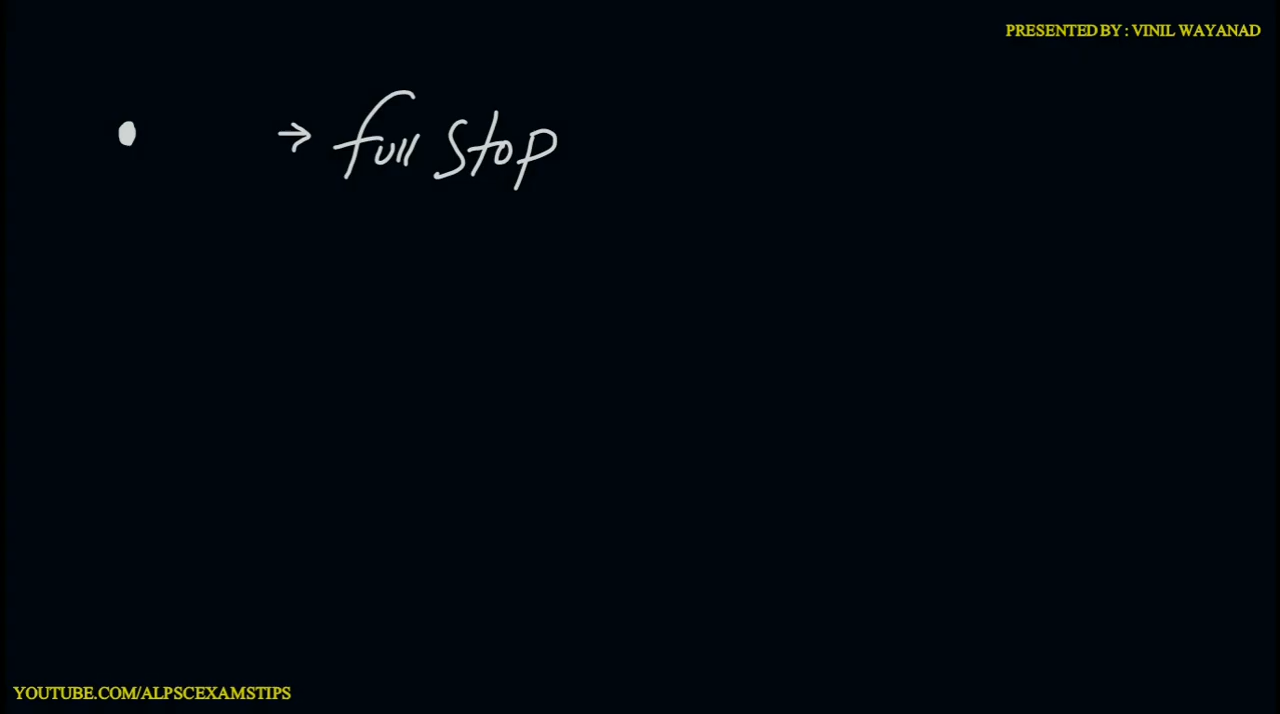 PRESENTED BY : VINIL WAYANAD
. → full stop
YOUTUBE.COM/ALPSCEXAMSTIPS